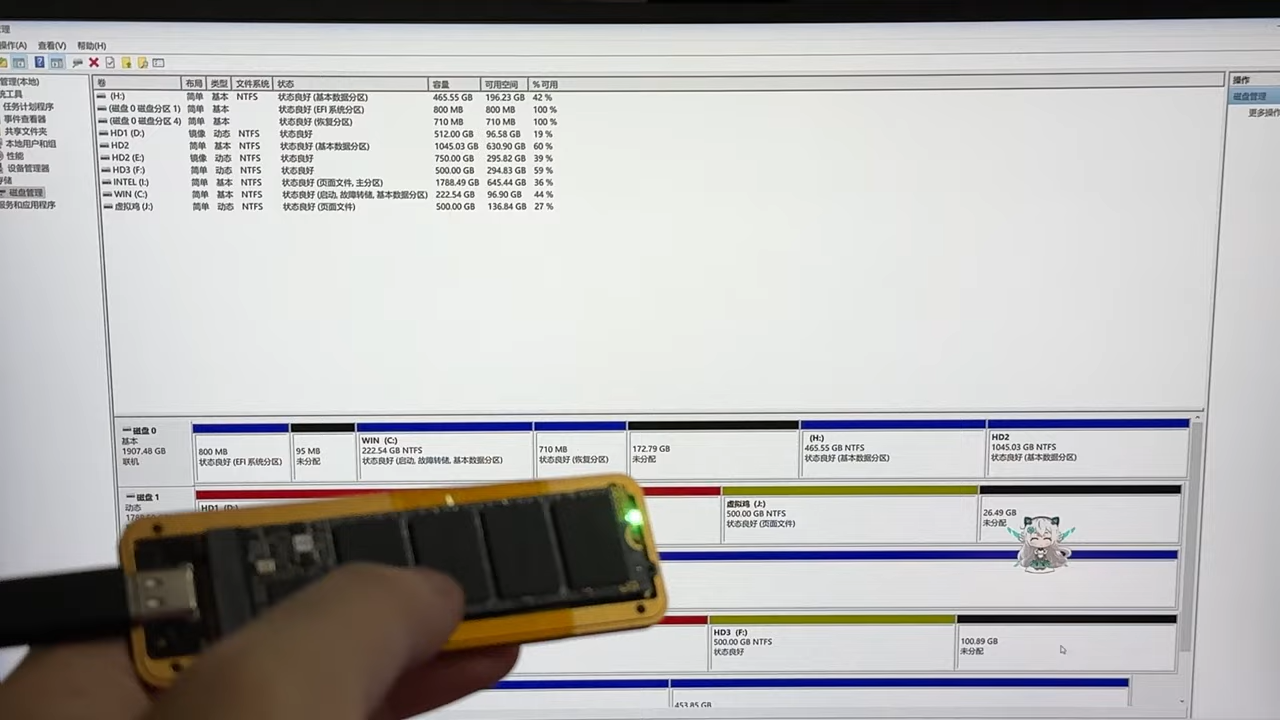 操作(A) 查看(V) 帮助(H)
管理(本地)
任务计划程序
事件查看器
共享文件夹
本地用户和组
性能
设备管理器
磁盘管理
服务和应用程序
卷 布局 类型 文件系统 状态 容量 可用空间 % 可用
(H:) 简单 基本 NTFS 状态良好 (基本数据分区) 465.55 GB 196.23 GB 42 %
(磁盘 0 磁盘分区 1) 简单 基本 状态良好 (EFI 系统分区) 800 MB 800 MB 100 %
(磁盘 0 磁盘分区 4) 简单 基本 状态良好 (恢复分区) 710 MB 710 MB 100 %
HD1 (D:) 镜像 动态 NTFS 状态良好 512.00 GB 96.58 GB 19 %
HD2 简单 基本 NTFS 状态良好 (基本数据分区) 1045.03 GB 630.90 GB 60 %
HD2 (E:) 镜像 动态 NTFS 状态良好 750.00 GB 295.82 GB 39 %
HD3 (F:) 简单 动态 NTFS 状态良好 500.00 GB 294.83 GB 59 %
INTEL (I:) 简单 基本 NTFS 状态良好 (页面文件, 主分区) 1788.49 GB 645.44 GB 36 %
WIN (C:) 简单 基本 NTFS 状态良好 (启动, 故障转储, 基本数据分区) 222.54 GB 96.90 GB 44 %
虚拟鸡 (J:) 简单 动态 NTFS 状态良好 (页面文件) 500.00 GB 136.84 GB 27 %
操作
磁盘管理
更多操作
磁盘 0
基本
1907.48 GB
联机
800 MB
状态良好 (EFI 系统分区)
95 MB
未分配
WIN (C:)
222.54 GB NTFS
状态良好 (启动, 故障转储, 基本数据分区)
710 MB
状态良好 (恢复分区)
172.79 GB
未分配
(H:)
465.55 GB NTFS
状态良好 (基本数据分区)
HD2
1045.03 GB NTFS
状态良好 (基本数据分区)
磁盘 1
动态
HD1 (D:)
虚拟鸡 (J:)
500.00 GB NTFS
状态良好 (页面文件)
26.49 GB
未分配
HD3 (F:)
500.00 GB NTFS
状态良好
100.89 GB
未分配
453.85 GB